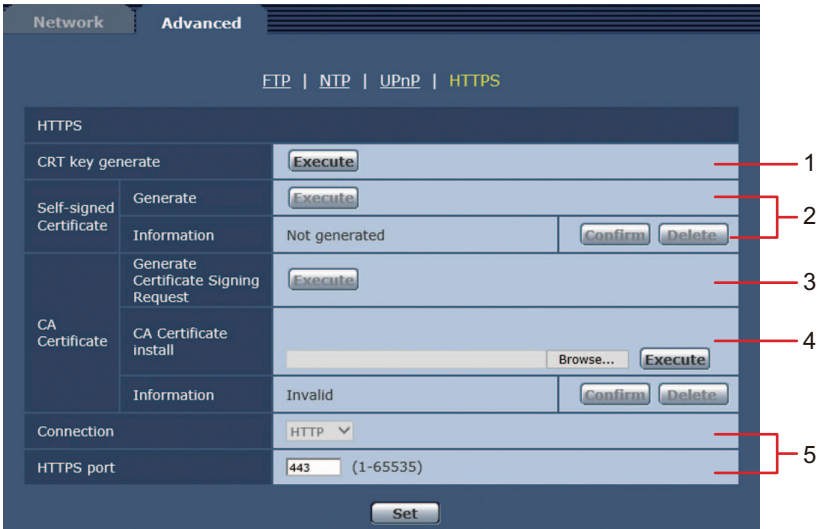 Network Advanced
FTP | NTP | UPnP | HTTPS
HTTPS
CRT key generate Execute 1
Self-signed Certificate
Generate Execute
2
Information Not generated Confirm Delete
CA Certificate
Generate Certificate Signing Request Execute 3
CA Certificate install Browse... Execute 4
Information Invalid Confirm Delete
Connection HTTP
5
HTTPS port 443 (1-65535)
Set